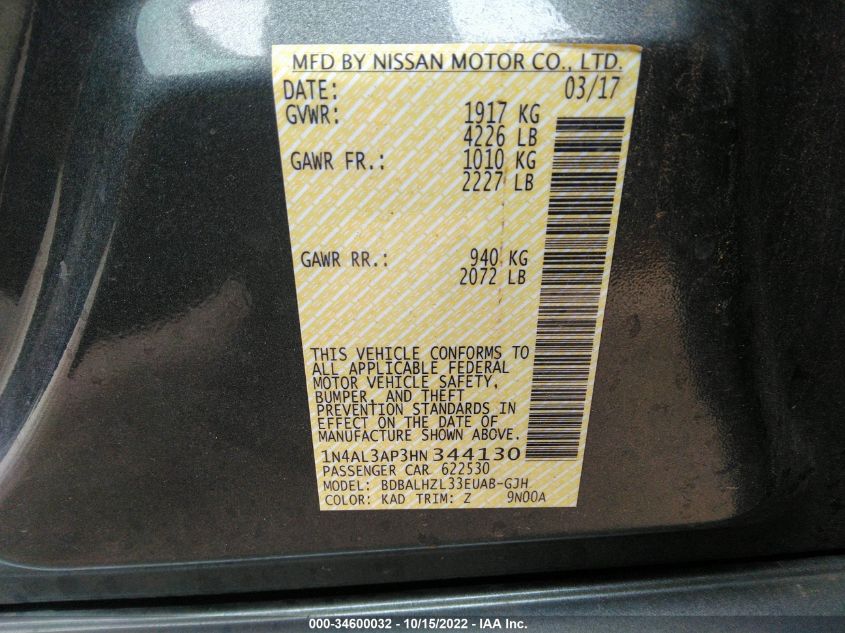 MFD BY NISSAN MOTOR CO., LTD.
DATE: 03/17
GVWR: 1917 KG
4226 LB
GAWR FR.: 1010 KG
2227 LB
GAWR RR.: 940 KG
2072 LB
THIS VEHICLE CONFORMS TO
ALL APPLICABLE FEDERAL
MOTOR VEHICLE SAFETY,
BUMPER, AND THEFT
PREVENTION STANDARDS IN
EFFECT ON THE DATE OF
MANUFACTURE SHOWN ABOVE.
1N4AL3AP3HN344130
PASSENGER CAR 622530
MODEL: BDBALHZL33EUAB-GJH
COLOR: KAD TRIM: Z 9N00A
000-34600032 - 10/15/2022 - IAA Inc.